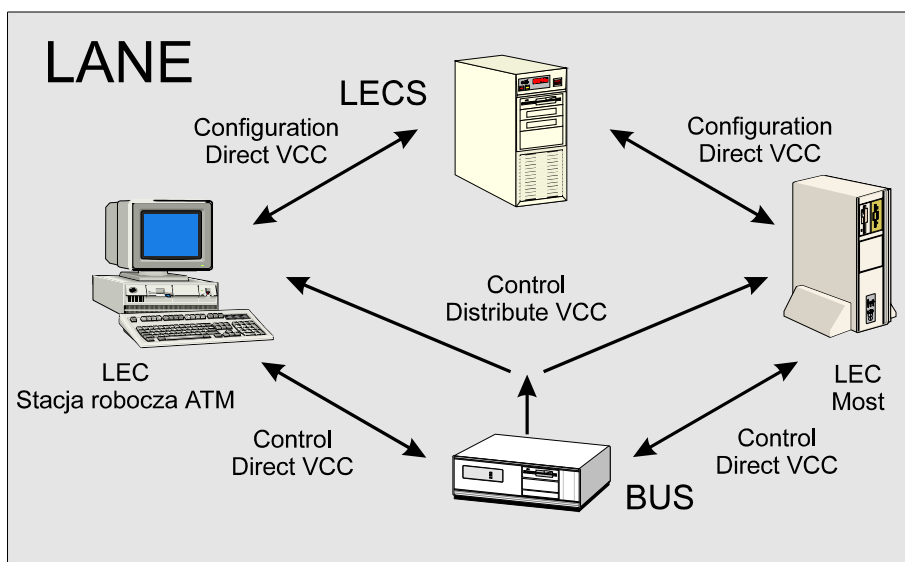 LANE
LECS
Configuration
Direct VCC
Configuration
Direct VCC
Control
Distribute VCC
LEC
Stacja robocza ATM
LEC
Most
Control
Direct VCC
Control
Direct VCC
BUS